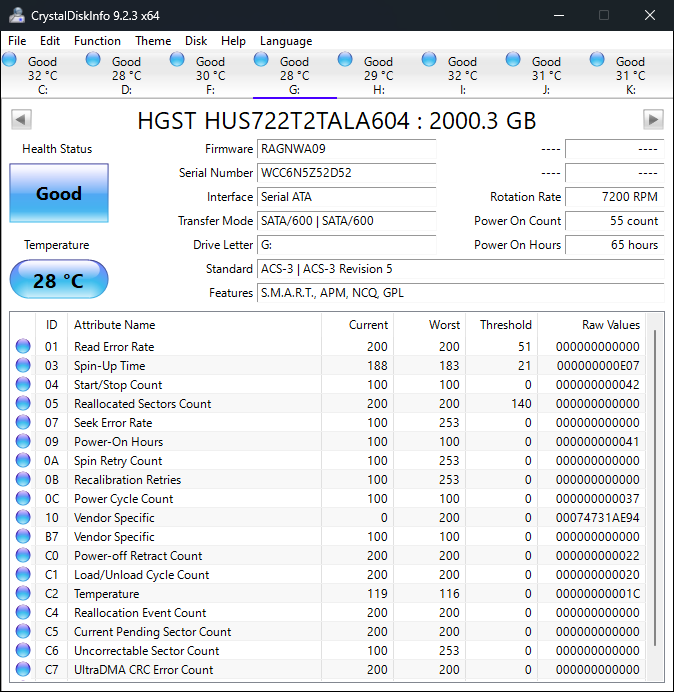 CrystalDiskInfo 9.2.3 x64
File Edit Function Theme Disk Help Language
Good Good Good Good Good Good Good Good
32 °C 28 °C 30 °C 28 °C 29 °C 32 °C 31 °C 31 °C
C: D: F: G: H: I: J: K:
HGST HUS722T2TALA604 : 2000.3 GB
Health Status Firmware RAGNWA09 ---- ----
Good Serial Number WCC6N5Z52D52 ---- ----
Interface Serial ATA Rotation Rate 7200 RPM
Transfer Mode SATA/600 | SATA/600 Power On Count 55 count
Temperature Drive Letter G: Power On Hours 65 hours
28 °C Standard ACS-3 | ACS-3 Revision 5
Features S.M.A.R.T., APM, NCQ, GPL
ID Attribute Name Current Worst Threshold Raw Values
01 Read Error Rate 200 200 51 000000000000
03 Spin-Up Time 188 183 21 000000000E07
04 Start/Stop Count 100 100 0 000000000042
05 Reallocated Sectors Count 200 200 140 000000000000
07 Seek Error Rate 100 253 0 000000000000
09 Power-On Hours 100 100 0 000000000041
0A Spin Retry Count 100 253 0 000000000000
0B Recalibration Retries 100 253 0 000000000000
0C Power Cycle Count 100 100 0 000000000037
10 Vendor Specific 0 200 0 00074731AE94
B7 Vendor Specific 100 100 0 000000000000
C0 Power-off Retract Count 200 200 0 000000000022
C1 Load/Unload Cycle Count 200 200 0 000000000020
C2 Temperature 119 116 0 00000000001C
C4 Reallocation Event Count 200 200 0 000000000000
C5 Current Pending Sector Count 200 200 0 000000000000
C6 Uncorrectable Sector Count 100 253 0 000000000000
C7 UltraDMA CRC Error Count 200 200 0 000000000000